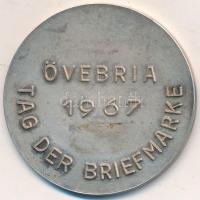 ÖVEBRIA
1967
TAG DER BRIEFMARKE